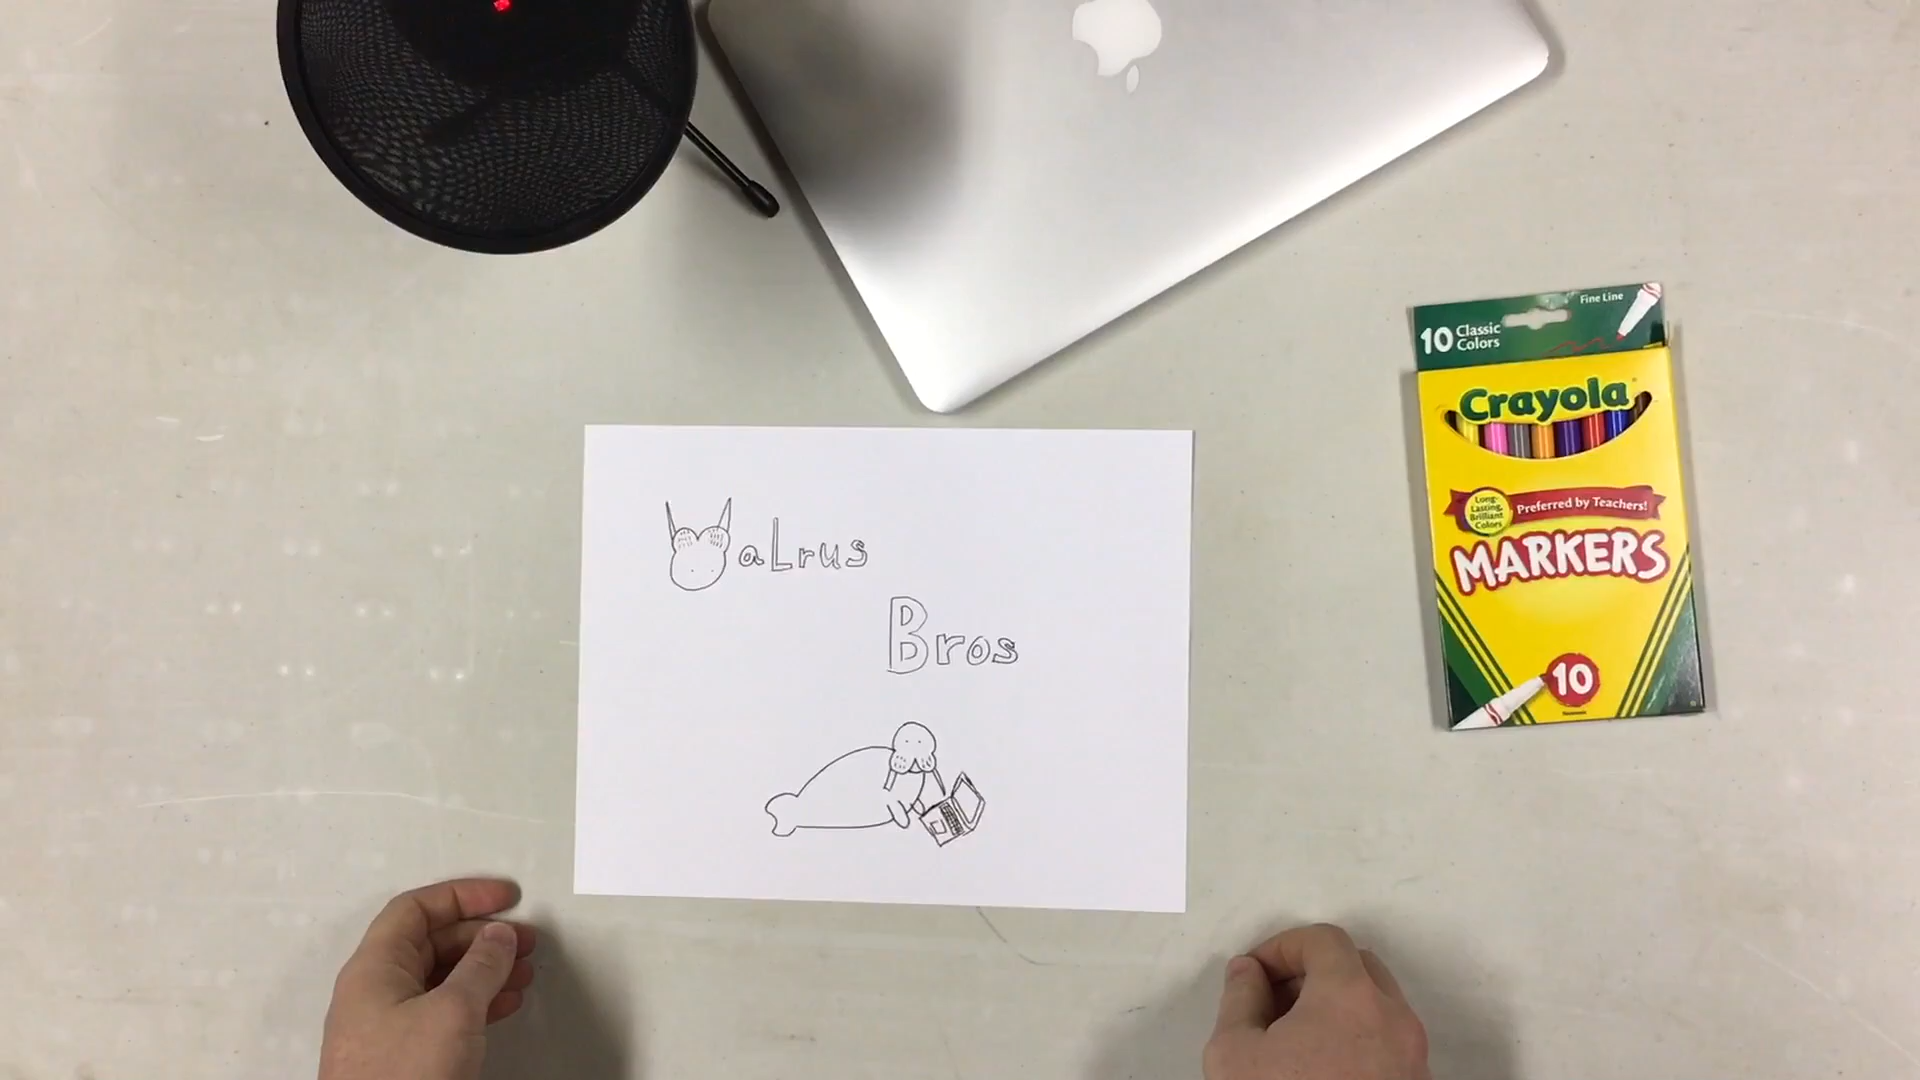 WaLrus
Bros
Fine Line
10 Classic
Colors
Crayola
Long-
Lasting,
Brilliant
Colors
Preferred by Teachers!
MARKERS
10